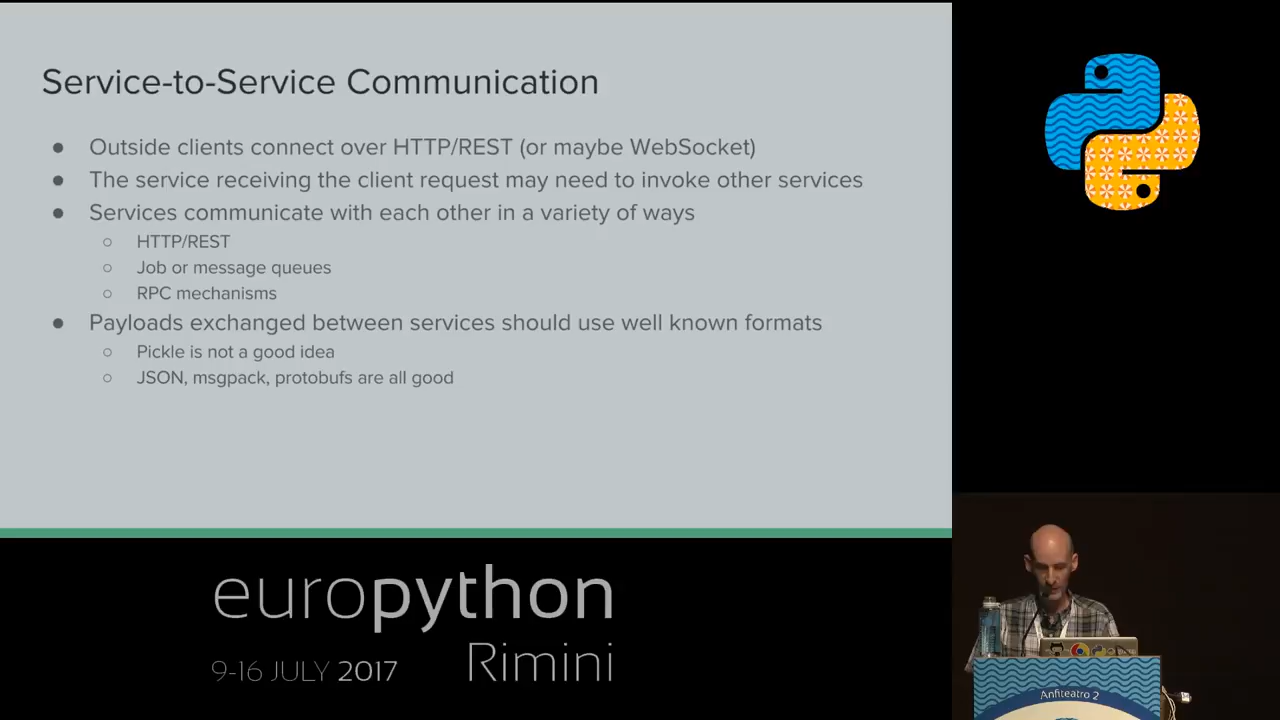 Service-to-Service Communication
● Outside clients connect over HTTP/REST (or maybe WebSocket)
● The service receiving the client request may need to invoke other services
● Services communicate with each other in a variety of ways
○ HTTP/REST
○ Job or message queues
○ RPC mechanisms
● Payloads exchanged between services should use well known formats
○ Pickle is not a good idea
○ JSON, msgpack, protobufs are all good
europython
9-16 JULY 2017 Rimini
Anfiteatro 2